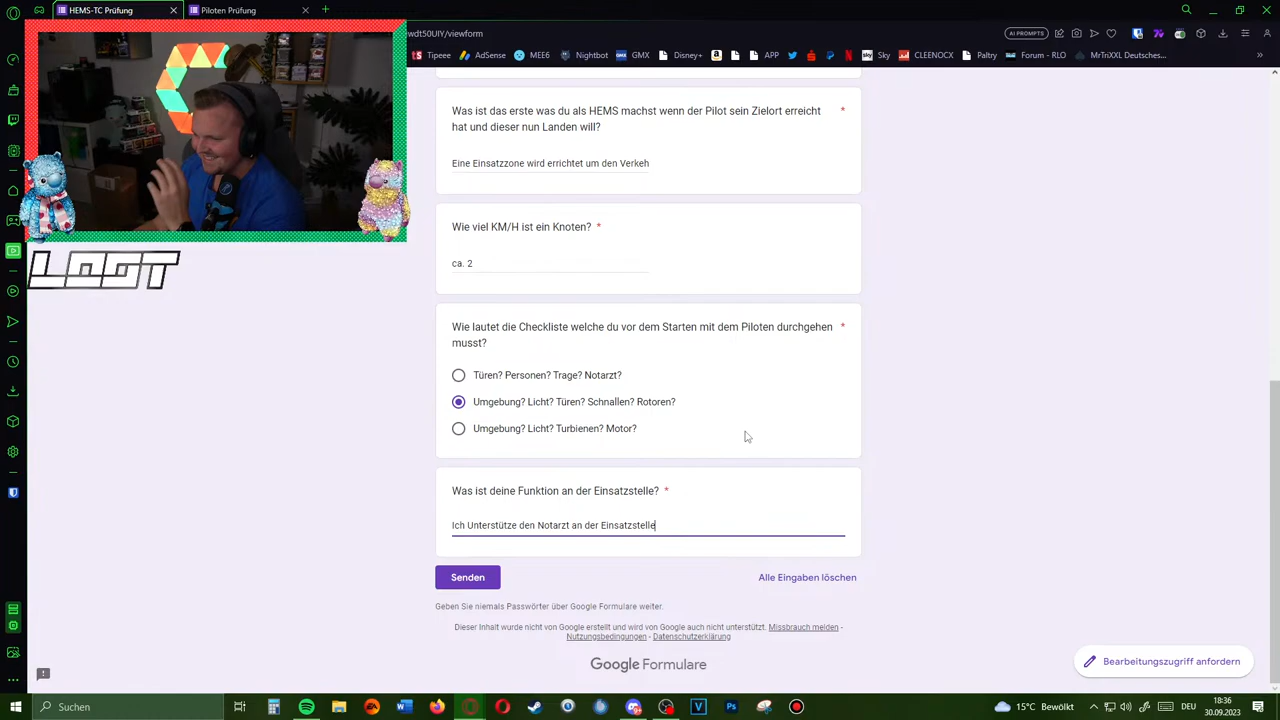 HEMS-TC Prüfung
Piloten Prüfung
wdt50UIY/viewform
AI PROMPTS
Tipeee
AdSense
MEE6
Nightbot
GMX
Disney+
APP
Sky
CLEENOCX
Paltry
Forum - RLO
MrTnXXL Deutsches...
Was ist das erste was du als HEMS machst wenn der Pilot sein Zielort erreicht
hat und dieser nun Landen will? *
Eine Einsatzzone wird errichtet um den Verkeh
Wie viel KM/H ist ein Knoten? *
ca. 2
LOOT
Wie lautet die Checkliste welche du vor dem Starten mit dem Piloten durchgehen
musst? *
Türen? Personen? Trage? Notarzt?
Umgebung? Licht? Türen? Schnallen? Rotoren?
Umgebung? Licht? Turbienen? Motor?
Was ist deine Funktion an der Einsatzstelle? *
Ich Unterstütze den Notarzt an der Einsatzstelle
Senden
Alle Eingaben löschen
Geben Sie niemals Passwörter über Google Formulare weiter.
Dieser Inhalt wurde nicht von Google erstellt und wird von Google auch nicht unterstützt. Missbrauch melden -
Nutzungsbedingungen - Datenschutzerklärung
Google Formulare
Bearbeitungszugriff anfordern
Suchen
15°C Bewölkt
DEU
18:36
30.09.2023